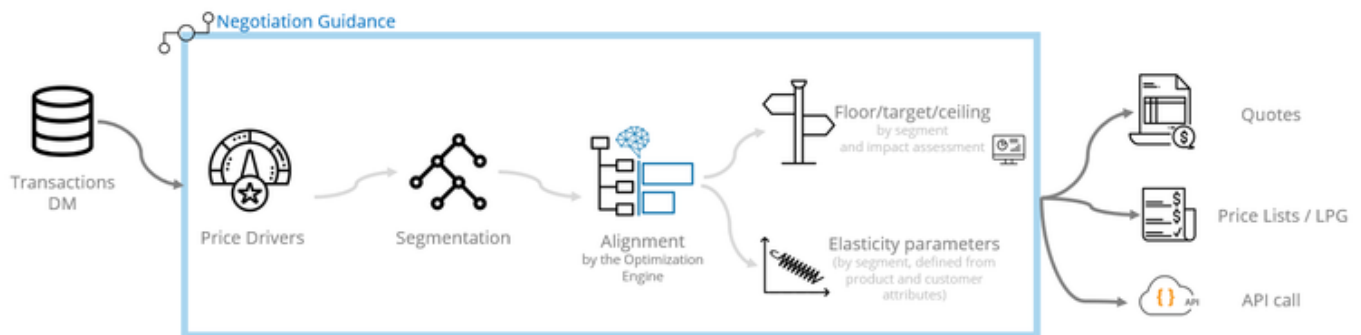 Negotiation Guidance
Transactions
DM
Price Drivers
Segmentation
Alignment
by the Optimization
Engine
Floor/target/ceiling
by segment
and impact assessment
Elasticity parameters
(by segment, defined from
product and customer
attributes)
Quotes
Price Lists / LPG
{ } API
API call